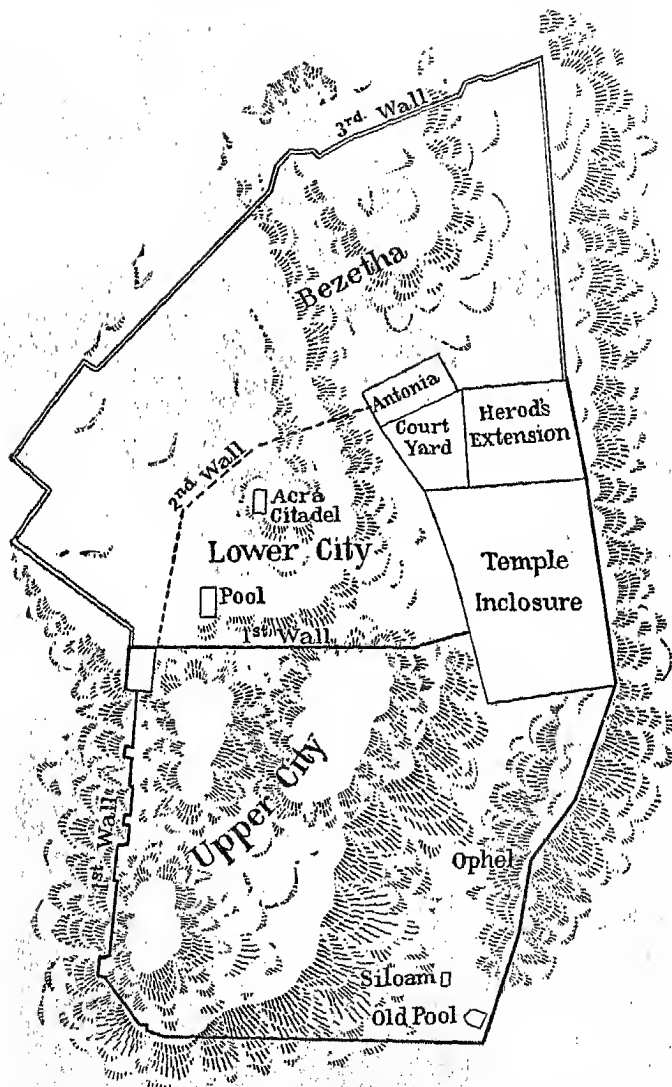 3rd. Wall
Bezetha
Antonia
Court
Yard
Herod's
Extension
2nd Wall
Acra
Citadel
Lower City
Temple
Inclosure
Pool
1st Wall
Upper City
1st Wall
Ophel
Siloam
Old Pool